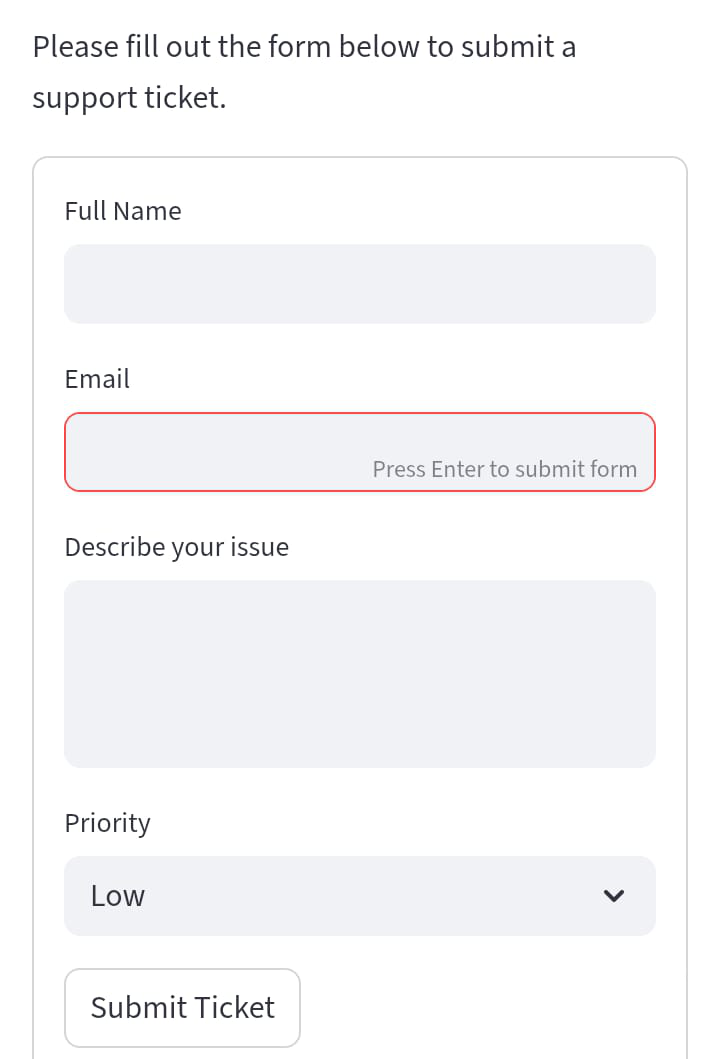 Please fill out the form below to submit a
support ticket.
Full Name
Email
Press Enter to submit form
Describe your issue
Priority
Low
Submit Ticket